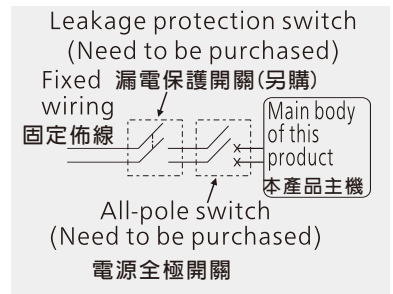 Leakage protection switch
(Need to be purchased)
Fixed wiring
漏電保護開關(另購)
固定佈線
Main body
of this
product
本產品主機
All-pole switch
(Need to be purchased)
電源全極開關